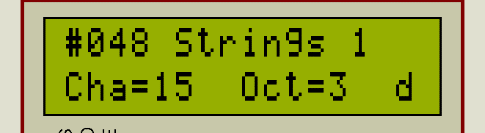 #048 Strings 1
Cha=15 Oct=3 d